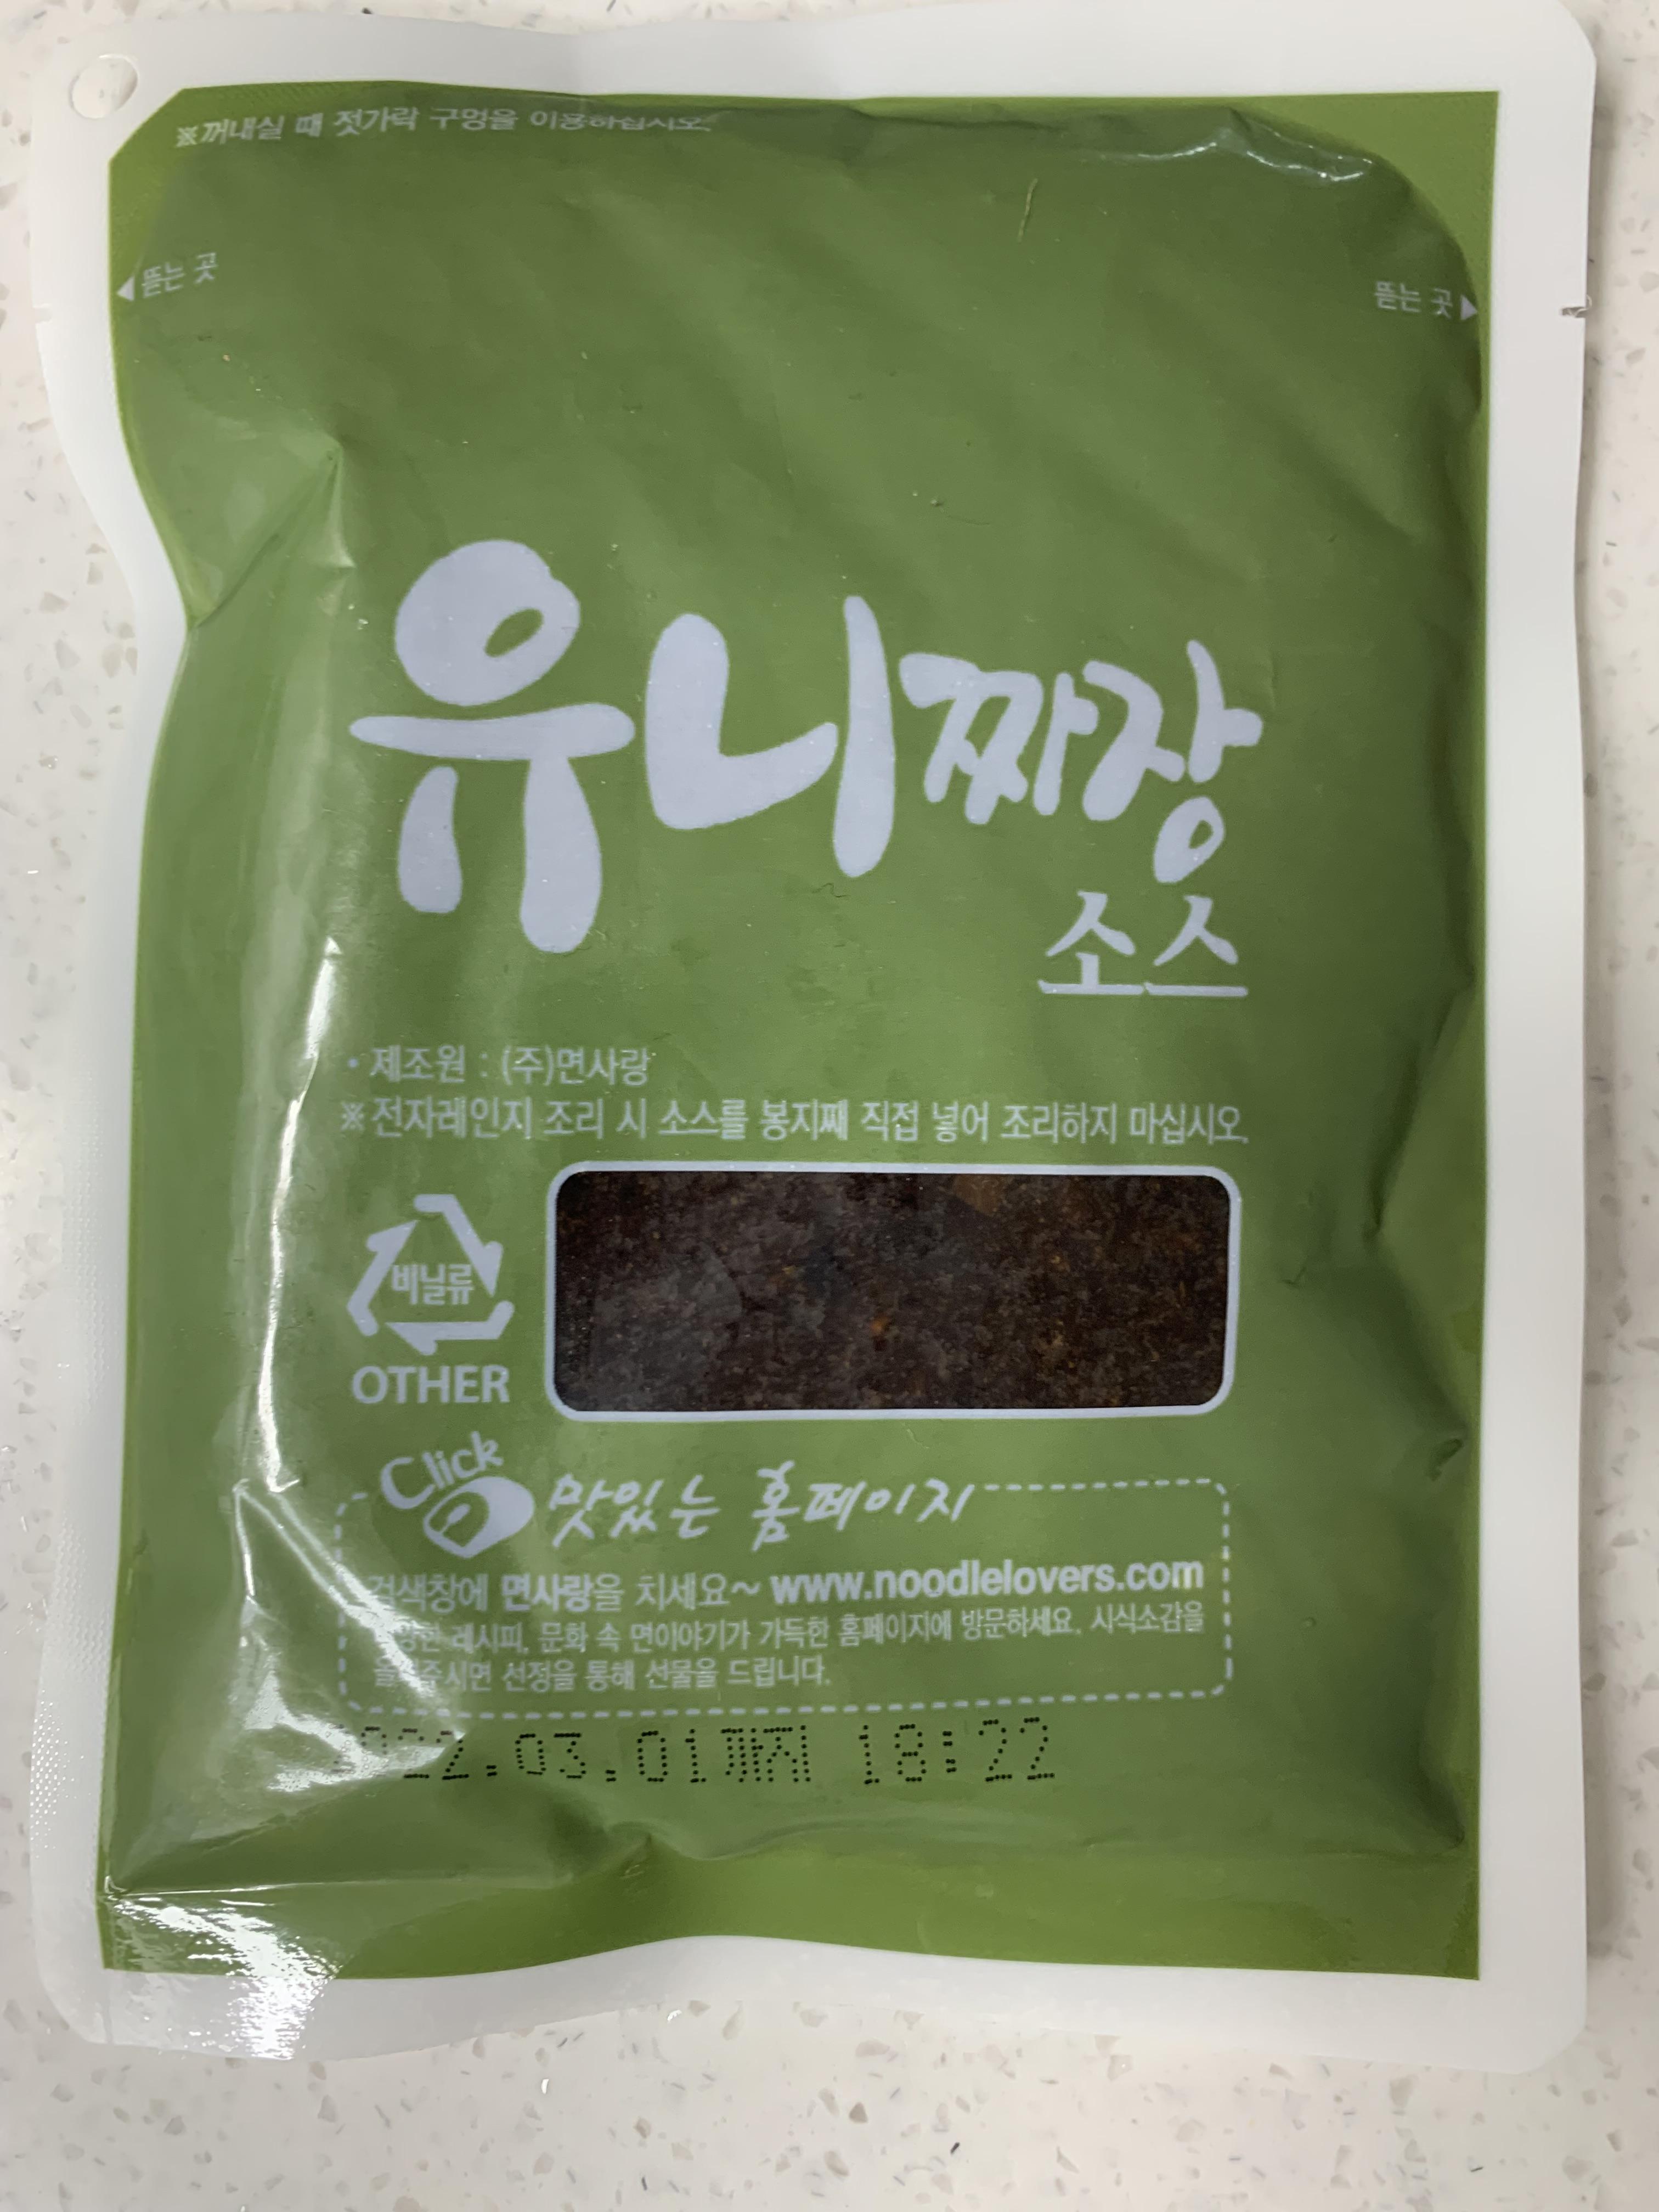 ※꺼내실 때 젓가락 구멍을 이용하십시오.
◀뜯는 곳
뜯는 곳▶
유니짜장
소스
• 제조원 : (주)면사랑
※전자레인지 조리 시 소스를 봉지째 직접 넣어 조리하지 마십시오.
비닐류
OTHER
Click
맛있는 홈페이지
검색창에 면사랑을 치세요~ www.noodlelovers.com
레시피, 문화 속 면이야기가 가득한 홈페이지에 방문하세요. 시식소감을
선정을 통해 선물을 드립니다.
2022.03.01까지 18:22